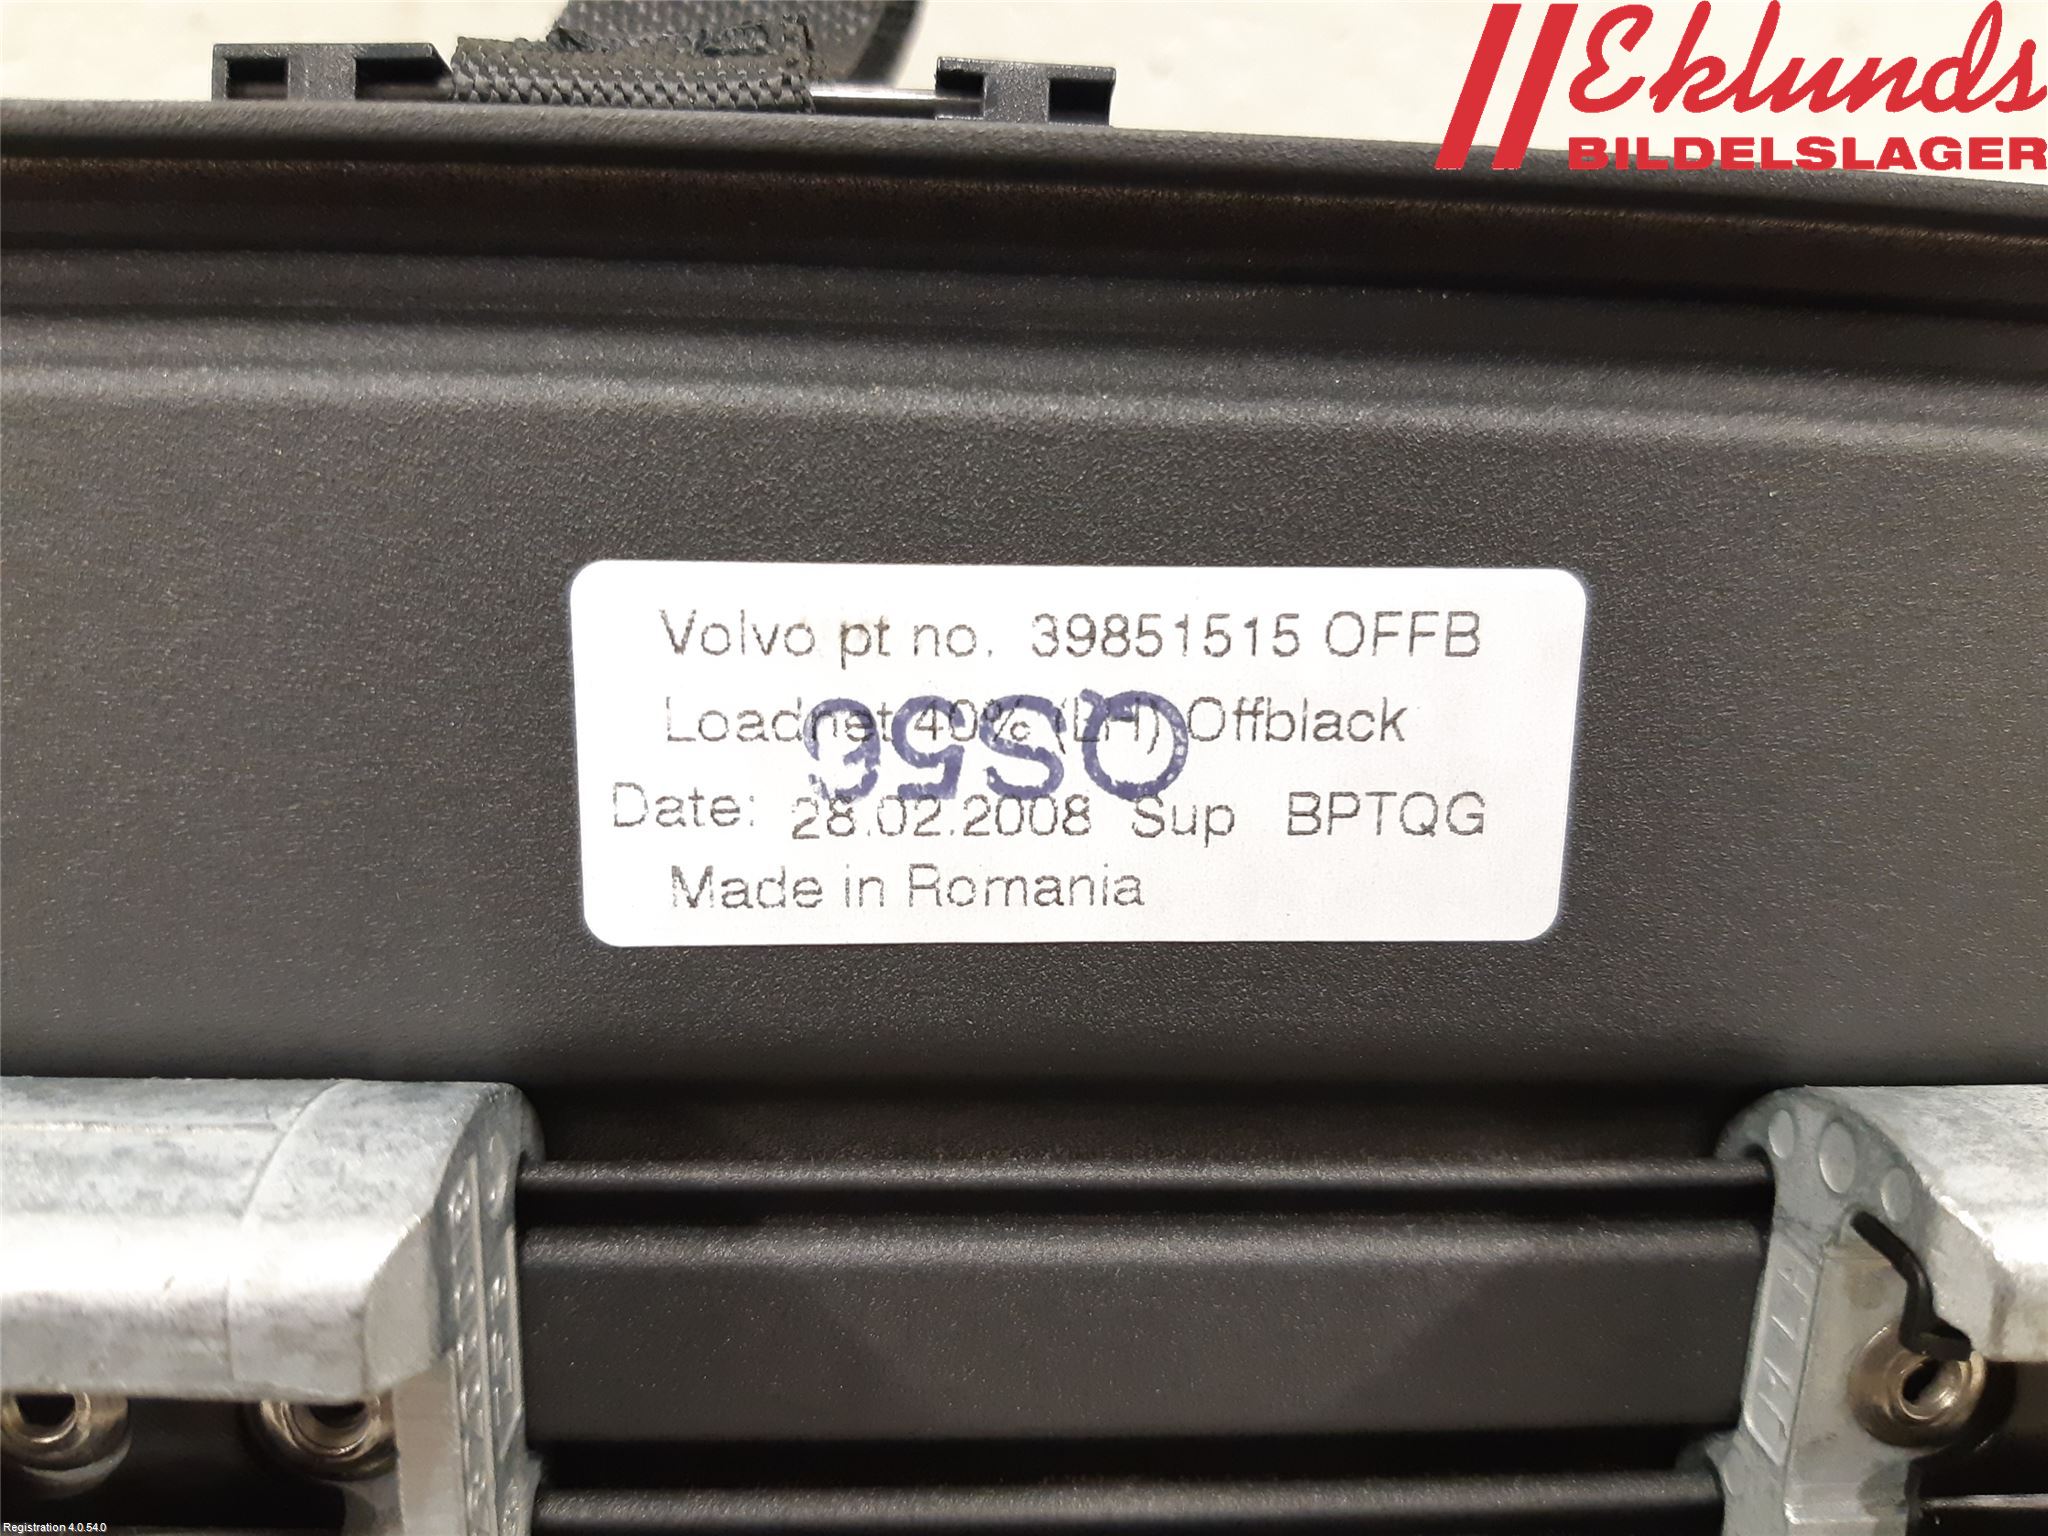 Eklunds
BILDELSLAGER
Volvo pt no. 39851515 OFFB
Loadnet 40% (LH) Offblack
Date: 28.02.2008 Sup BPTQG
Made in Romania
Registration 4.0.54.0